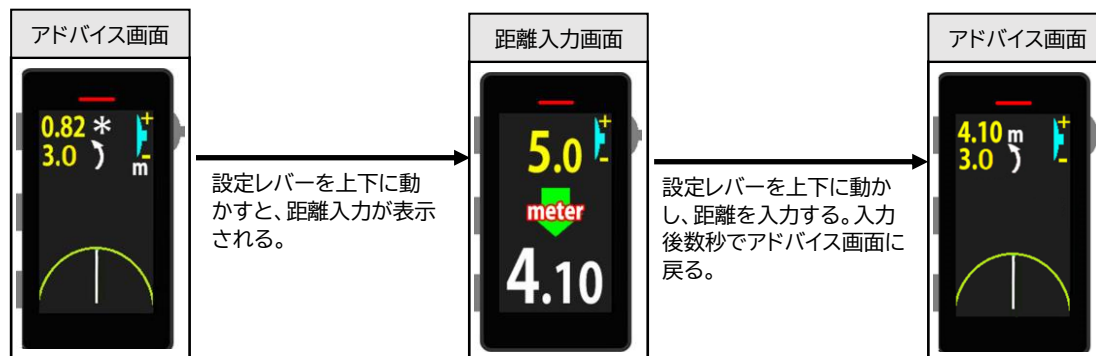 アドバイス画面
0.82 *
3.0
+
-
m
設定レバーを上下に動
かすと、距離入力が表示
される。
距離入力画面
5.0
+
-
meter
4.10
設定レバーを上下に動か
し、距離を入力する。入力
後数秒でアドバイス画面に
戻る。
アドバイス画面
4.10 m
3.0
+
-